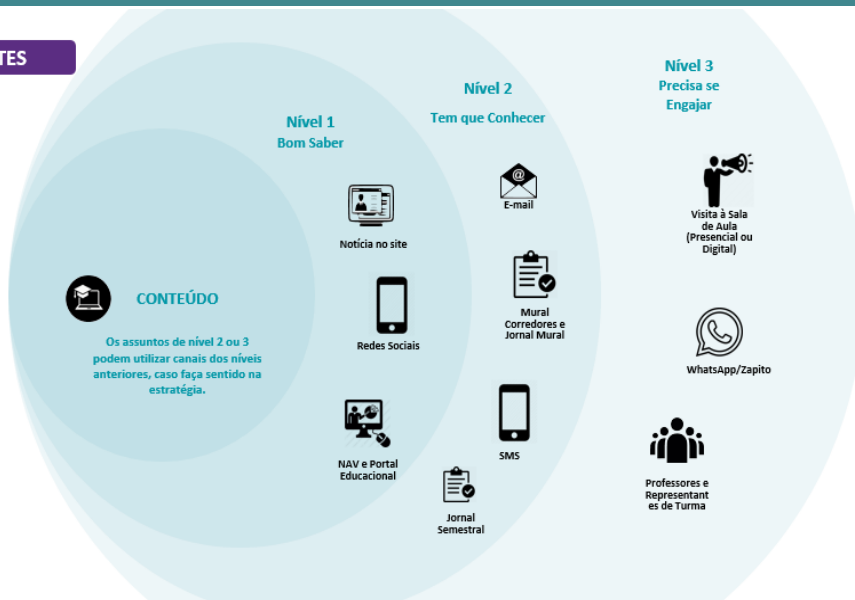 TES
Nível 1
Bom Saber
Nível 2
Tem que Conhecer
Nível 3
Precisa se
Engajar
CONTEÚDO
Os assuntos de nível 2 ou 3
podem utilizar canais dos níveis
anteriores, caso faça sentido na
estratégia.
Notícia no site
Redes Sociais
NAV e Portal
Educacional
@
E-mail
Mural
Corredores e
Jornal Mural
SMS
Jornal
Semestral
Visita à Sala
de Aula
(Presencial ou
Digital)
WhatsApp/Zapito
Professores e
Representant
es de Turma